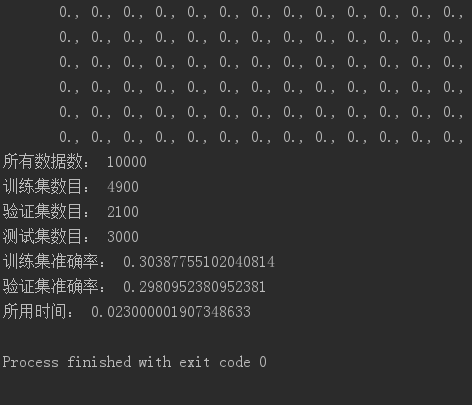 0., 0., 0., 0., 0., 0., 0., 0., 0., 0., 0., 0., 0.,
0., 0., 0., 0., 0., 0., 0., 0., 0., 0., 0., 0., 0.,
0., 0., 0., 0., 0., 0., 0., 0., 0., 0., 0., 0., 0.,
0., 0., 0., 0., 0., 0., 0., 0., 0., 0., 0., 0., 0.,
0., 0., 0., 0., 0., 0., 0., 0., 0., 0., 0., 0., 0.,
0., 0., 0., 0., 0., 0., 0., 0., 0., 0., 0., 0., 0.,
所有数据数： 10000
训练集数目： 4900
验证集数目： 2100
测试集数目： 3000
训练集准确率： 0.30387755102040814
验证集准确率： 0.2980952380952381
所用时间： 0.023000001907348633
Process finished with exit code 0